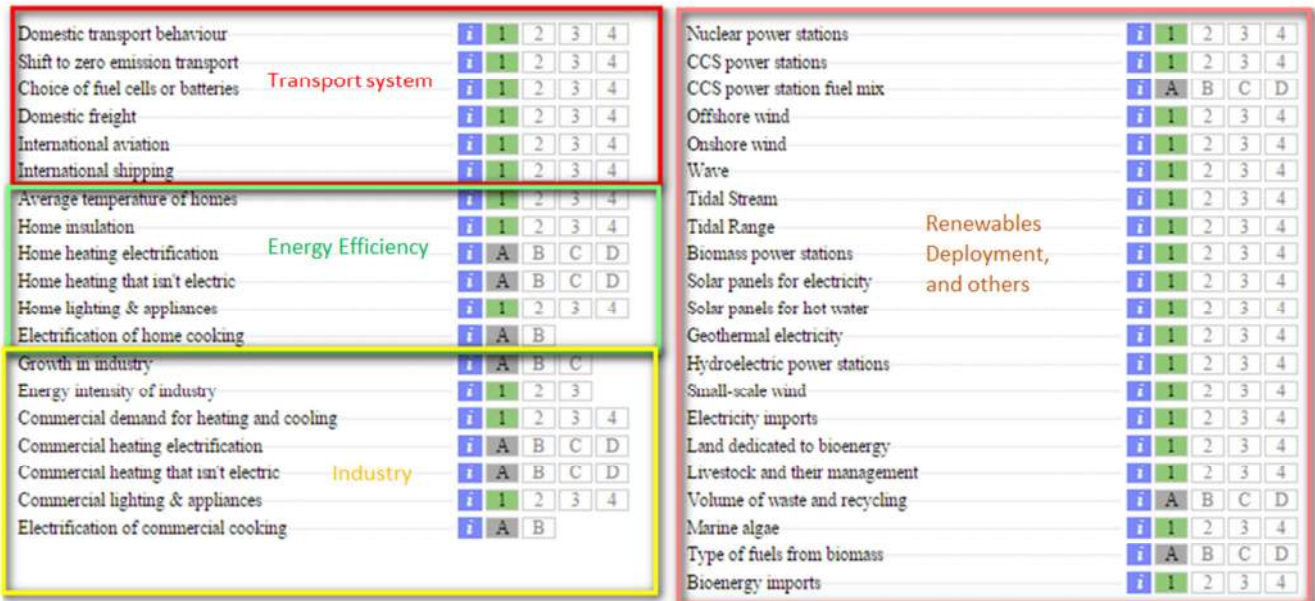 Domestic transport behaviour i 1 2 3 4
Shift to zero emission transport i 1 2 3 4
Choice of fuel cells or batteries i 1 2 3 4
Domestic freight i 1 2 3 4
International aviation i 1 2 3 4
International shipping i 1 2 3 4
Transport system
Average temperature of homes i 1 2 3 4
Home insulation i 1 2 3 4
Home heating electrification i A B C D
Home heating that isn't electric i A B C D
Home lighting & appliances i 1 2 3 4
Electrification of home cooking i A B
Energy Efficiency
Growth in industry i A B C
Energy intensity of industry i 1 2 3
Commercial demand for heating and cooling i 1 2 3 4
Commercial heating electrification i A B C D
Commercial heating that isn't electric i A B C D
Commercial lighting & appliances i 1 2 3 4
Electrification of commercial cooking i A B
Industry
Nuclear power stations i 1 2 3 4
CCS power stations i 1 2 3 4
CCS power station fuel mix i A B C D
Offshore wind i 1 2 3 4
Onshore wind i 1 2 3 4
Wave i 1 2 3 4
Tidal Stream i 1 2 3 4
Tidal Range i 1 2 3 4
Biomass power stations i 1 2 3 4
Solar panels for electricity i 1 2 3 4
Solar panels for hot water i 1 2 3 4
Geothermal electricity i 1 2 3 4
Hydroelectric power stations i 1 2 3 4
Small-scale wind i 1 2 3 4
Electricity imports i 1 2 3 4
Land dedicated to bioenergy i 1 2 3 4
Livestock and their management i 1 2 3 4
Volume of waste and recycling i A B C D
Marine algae i 1 2 3 4
Type of fuels from biomass i A B C D
Bioenergy imports i 1 2 3 4
Renewables
Deployment,
and others